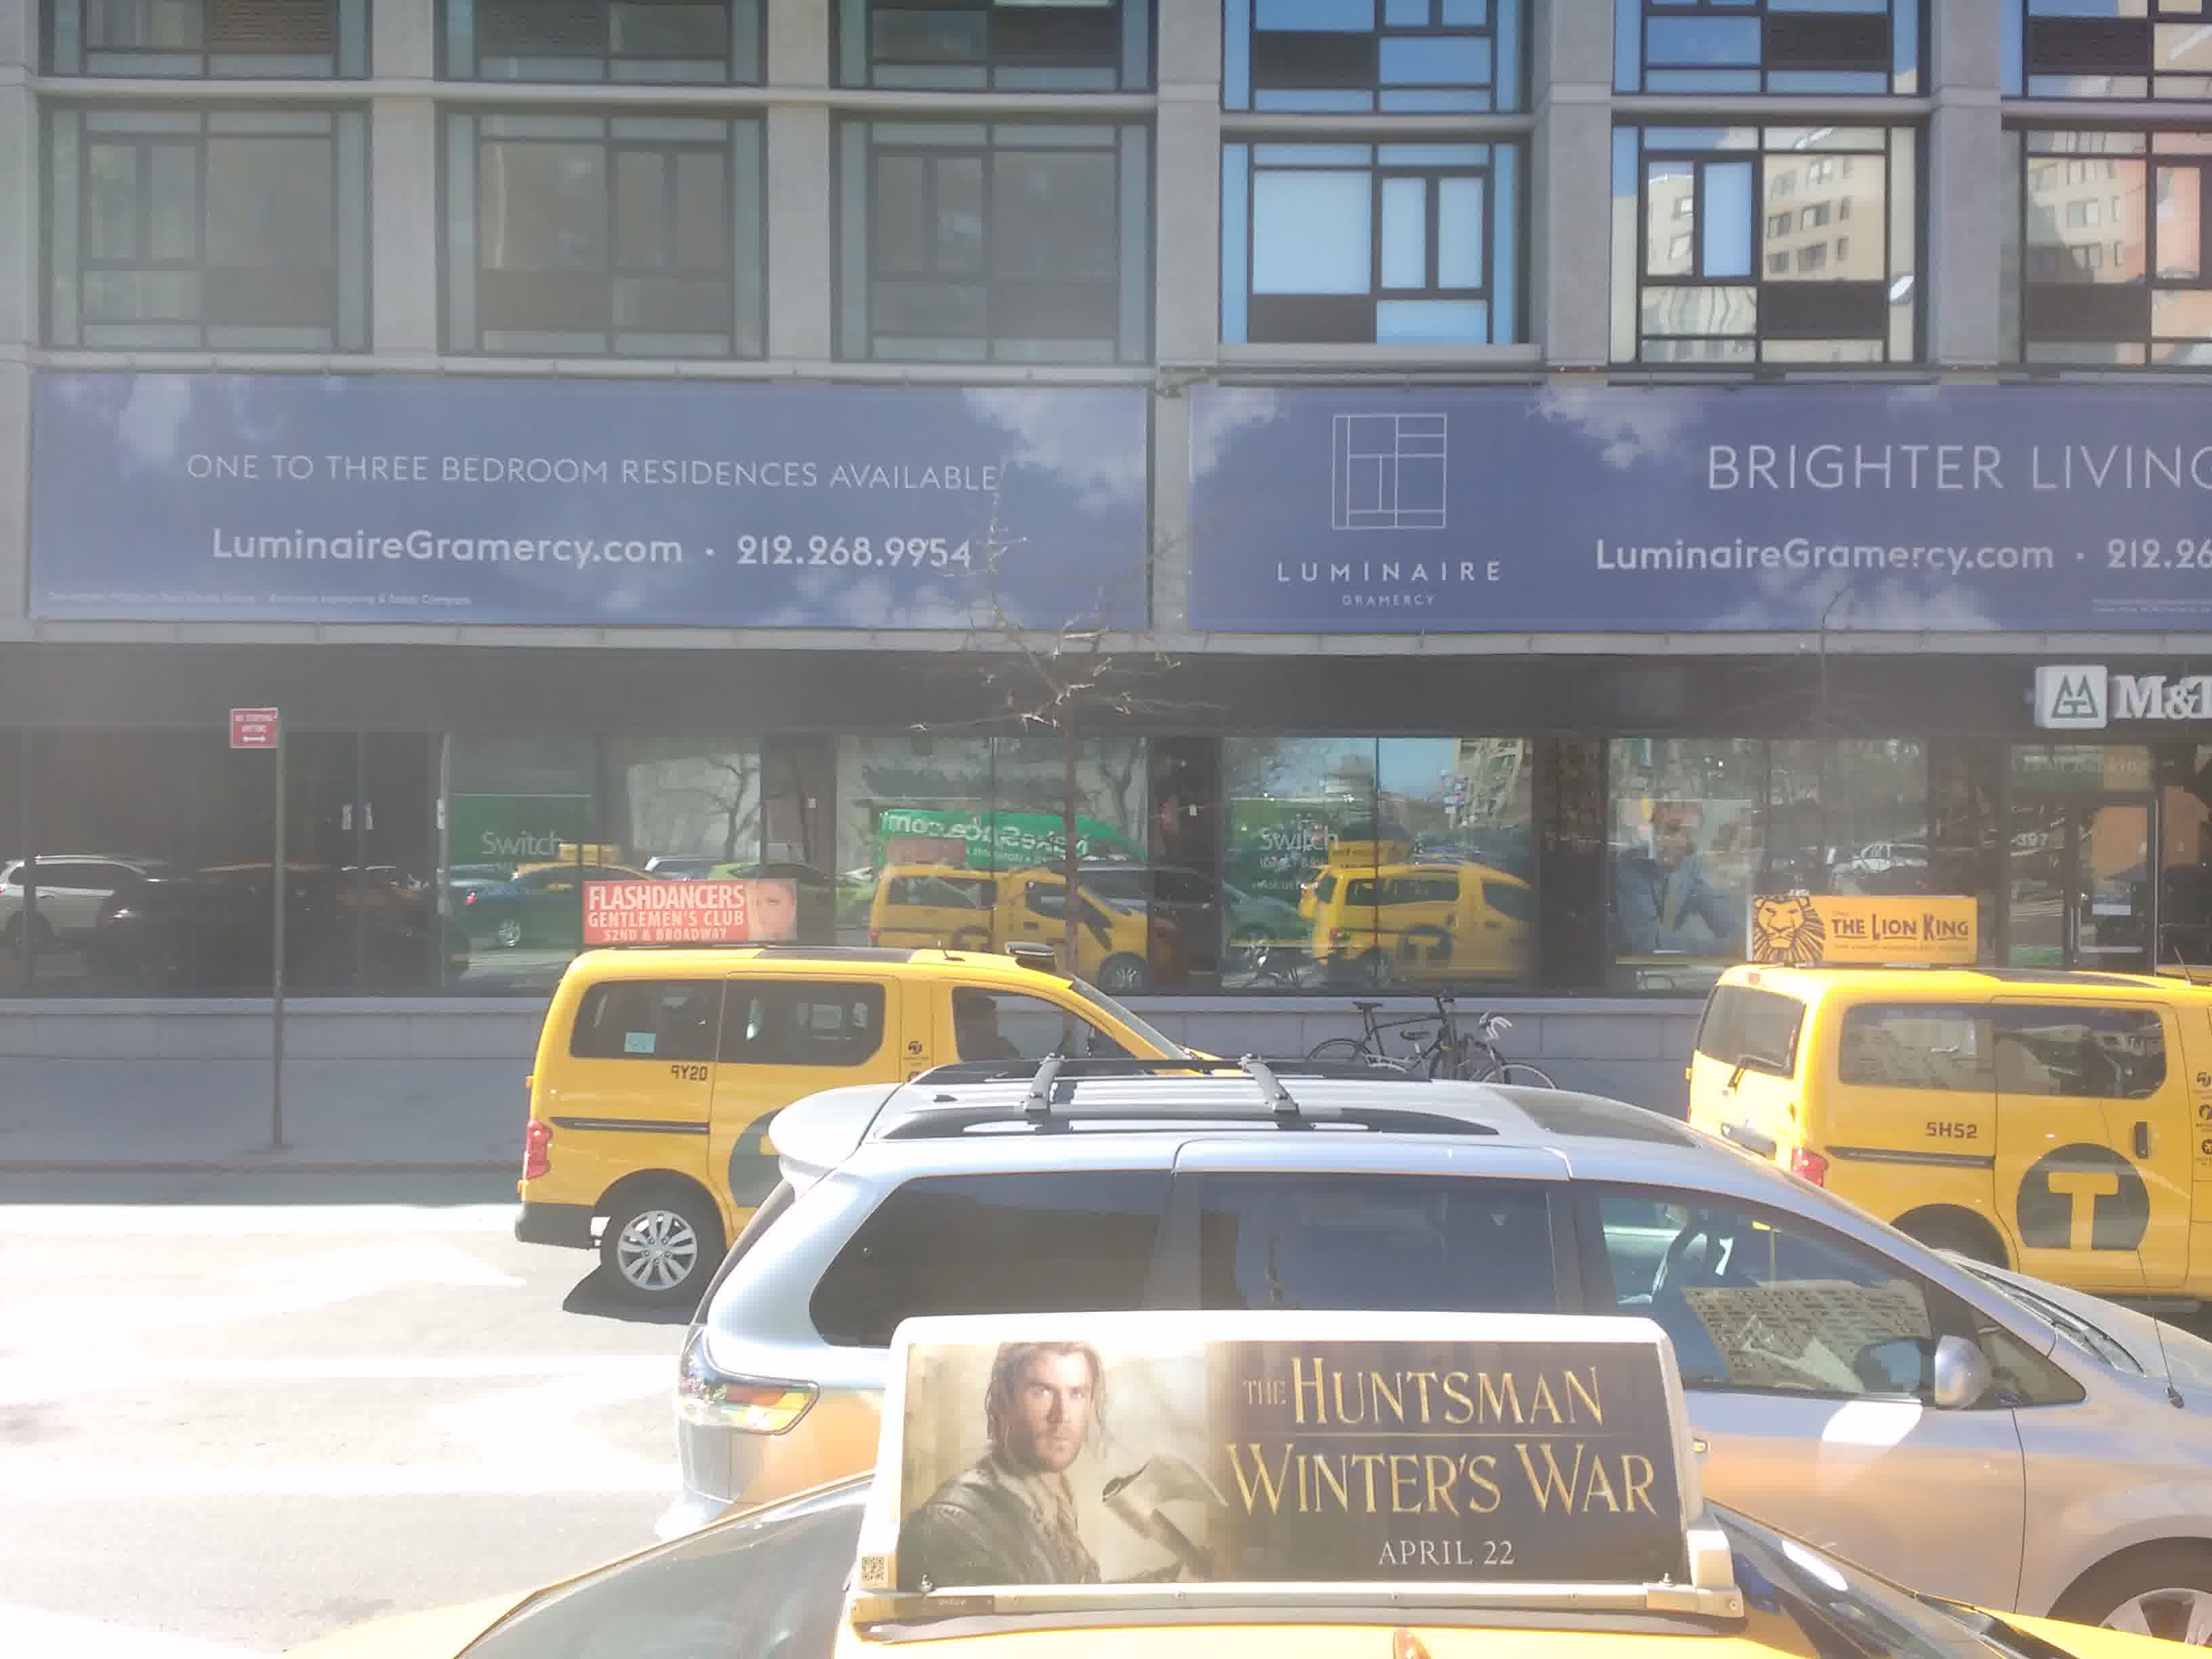 ONE TO THREE BEDROOM RESIDENCES AVAILABLE
LuminaireGramercy.com · 212.268.9954
LUMINAIRE
GRAMERCY
BRIGHTER LIVING
LuminaireGramercy.com · 212.26
M&T
Switch
Switch
397
FLASHDANCERS
GENTLEMEN'S CLUB
52ND & BROADWAY
THE LION KING
9Y20
5H52
T
THE HUNTSMAN
WINTER'S WAR
APRIL 22